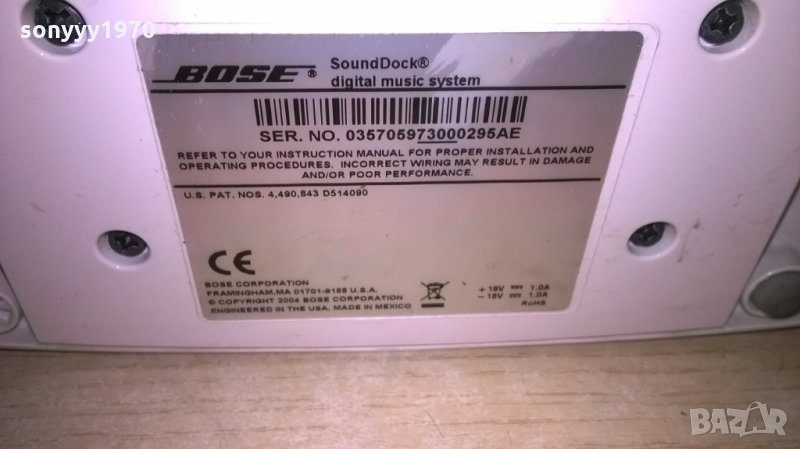 sonyyy1970
BOSE® SoundDock®
digital music system
SER. NO. 035705973000295AE
REFER TO YOUR INSTRUCTION MANUAL FOR PROPER INSTALLATION AND
OPERATING PROCEDURES. INCORRECT WIRING MAY RESULT IN DAMAGE
AND/OR POOR PERFORMANCE.
U.S. PAT. NOS. 4,490,843 D514090
CE
BOSE CORPORATION
FRAMINGHAM, MA 01701-9168 U.S.A.
© COPYRIGHT 2004 BOSE CORPORATION
ENGINEERED IN THE USA, MADE IN MEXICO
+ 18V 1.0A
- 18V 1.0A
RoHS
BAZAR